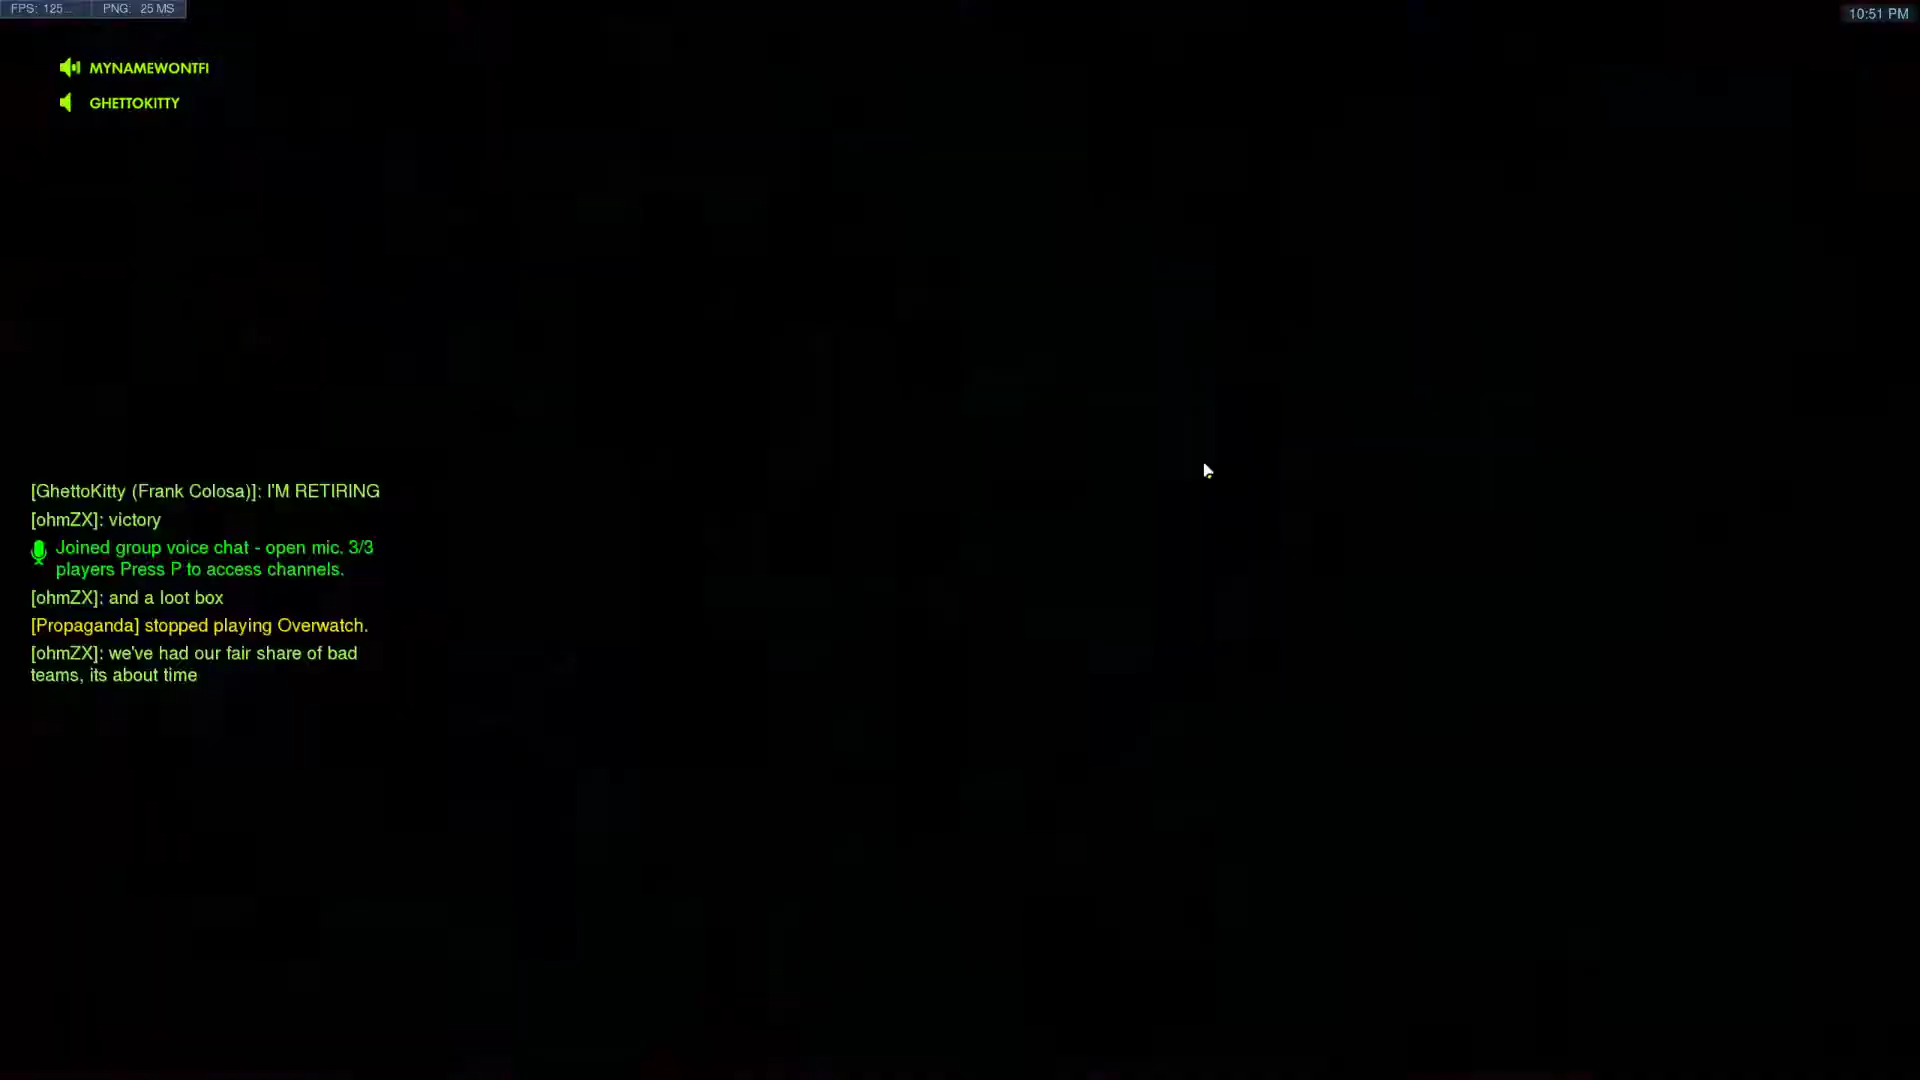 FPS: 125... PNG: 25 MS
10:51 PM
MYNAMEWONTFI
GHETTOKITTY
[GhettoKitty (Frank Colosa)]: I'M RETIRING
[ohmZX]: victory
Joined group voice chat - open mic. 3/3
players Press P to access channels.
[ohmZX]: and a loot box
[Propaganda] stopped playing Overwatch.
[ohmZX]: we've had our fair share of bad
teams, its about time